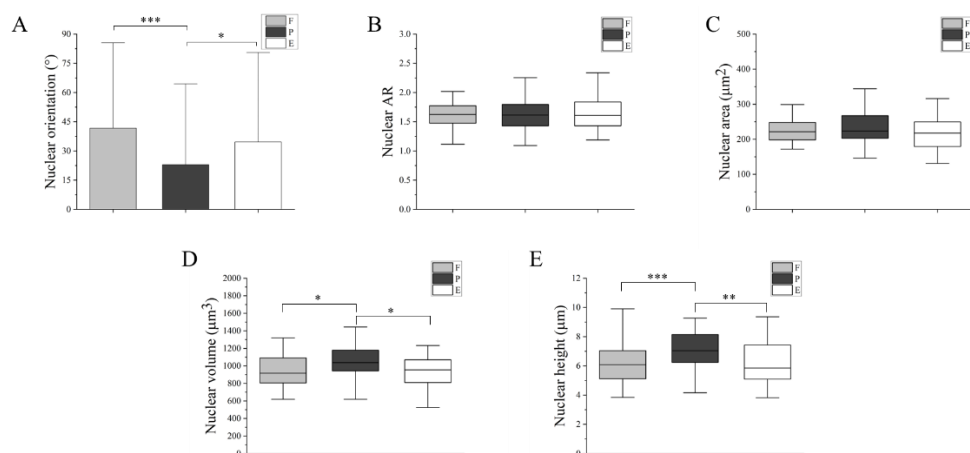 A
Nuclear orientation (°)
90
75
60
45
30
15
0
***
*
F
P
E
B
Nuclear AR
3.0
2.5
2.0
1.5
1.0
0.5
0.0
F
P
E
C
Nuclear area (μm²)
500
400
300
200
100
0
F
P
E
D
Nuclear volume (μm³)
2000
1800
1600
1400
1200
1000
800
600
400
200
0
*
*
F
P
E
E
Nuclear height (μm)
12
10
8
6
4
2
0
***
**
F
P
E